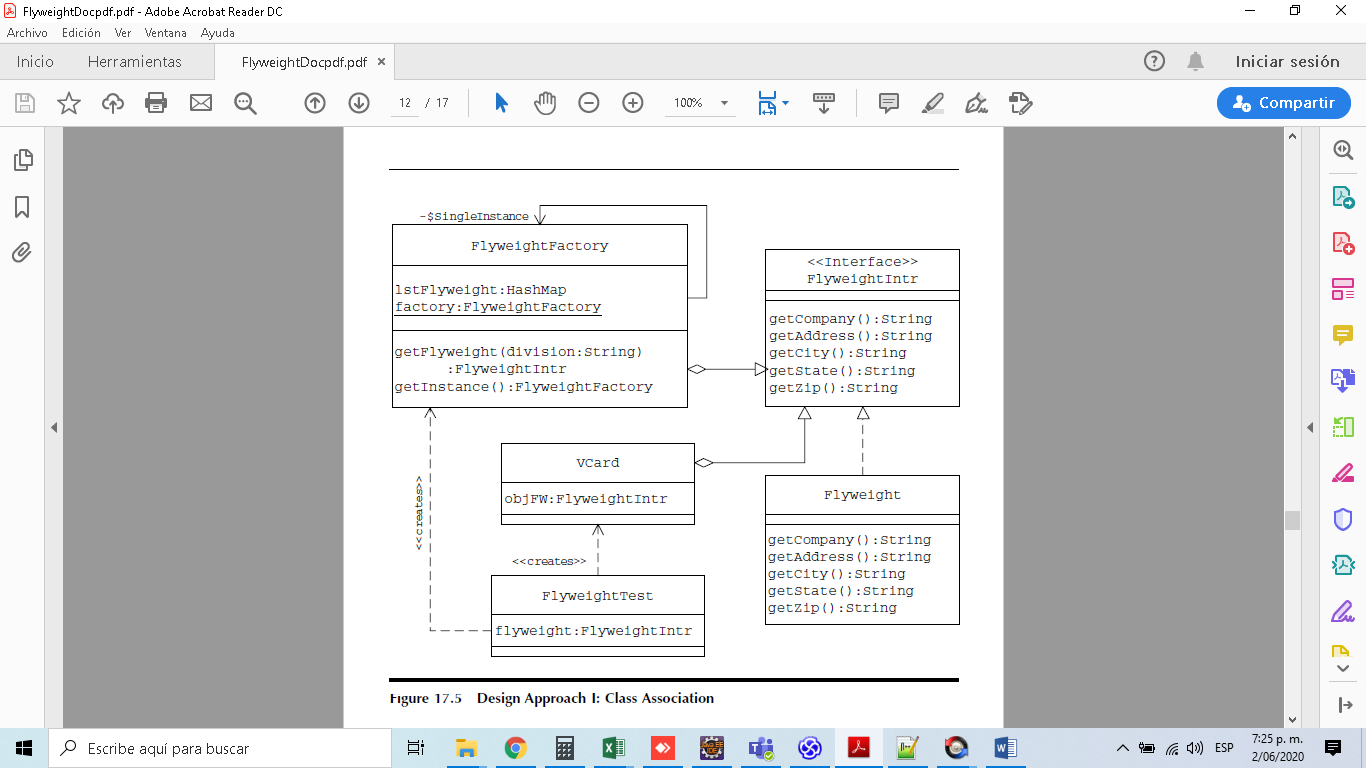 FlyweightDocpdf.pdf - Adobe Acrobat Reader DC
Archivo Edición Ver Ventana Ayuda
Inicio Herramientas FlyweightDocpdf.pdf × Iniciar sesión
12 / 17 100% Compartir
-$SingleInstance
FlyweightFactory
lstFlyweight:HashMap
factory:FlyweightFactory
getFlyweight(division:String)
:FlyweightIntr
getInstance():FlyweightFactory
<<Interface>>
FlyweightIntr
getCompany():String
getAddress():String
getCity():String
getState():String
getZip():String
<<creates>>
VCard
objFW:FlyweightIntr
<<creates>>
FlyweightTest
flyweight:FlyweightIntr
Flyweight
getCompany():String
getAddress():String
getCity():String
getState():String
getZip():String
Figure 17.5 Design Approach I: Class Association
Escribe aquí para buscar
ESP
7:25 p. m.
2/06/2020